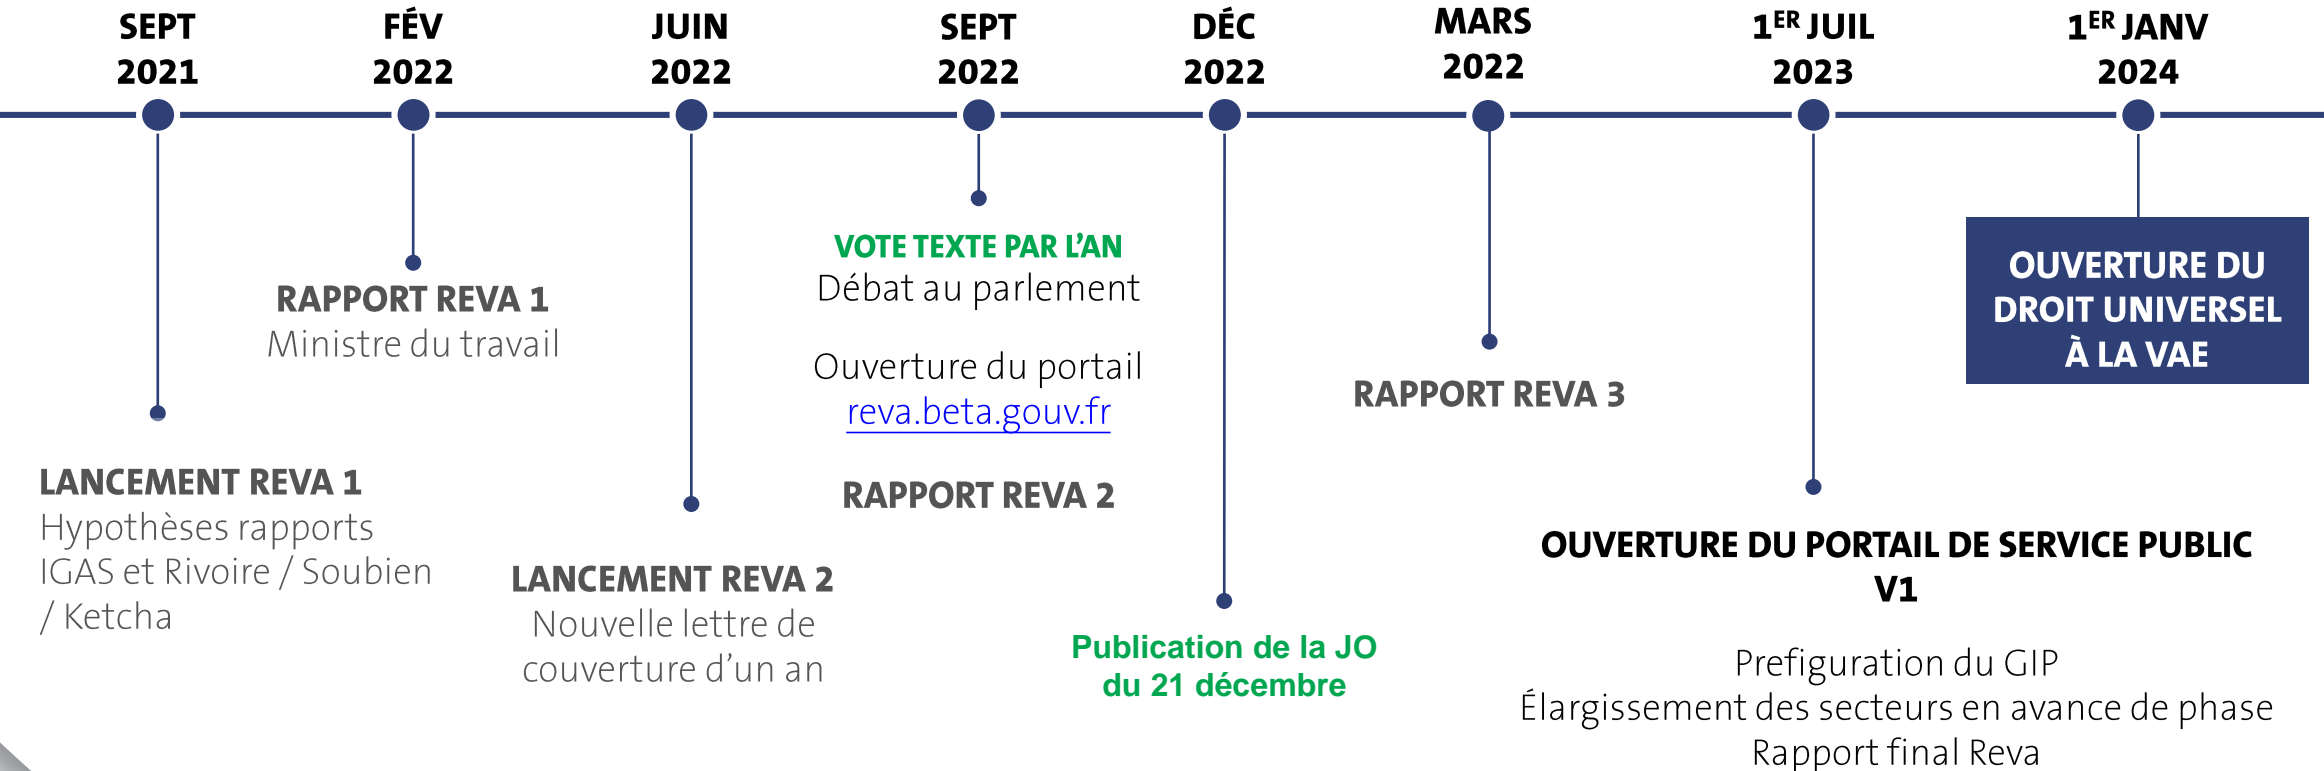 SEPT
2021
FÉV
2022
JUIN
2022
SEPT
2022
DÉC
2022
MARS
2022
1ER JUIL
2023
1ER JANV
2024
LANCEMENT REVA 1
Hypothèses rapports
IGAS et Rivoire / Soubien
/ Ketcha
RAPPORT REVA 1
Ministre du travail
LANCEMENT REVA 2
Nouvelle lettre de
couverture d’un an
VOTE TEXTE PAR L’AN
Débat au parlement
Ouverture du portail
reva.beta.gouv.fr
RAPPORT REVA 2
Publication de la JO
du 21 décembre
RAPPORT REVA 3
OUVERTURE DU PORTAIL DE SERVICE PUBLIC
V1
Prefiguration du GIP
Élargissement des secteurs en avance de phase
Rapport final Reva
OUVERTURE DU
DROIT UNIVERSEL
À LA VAE